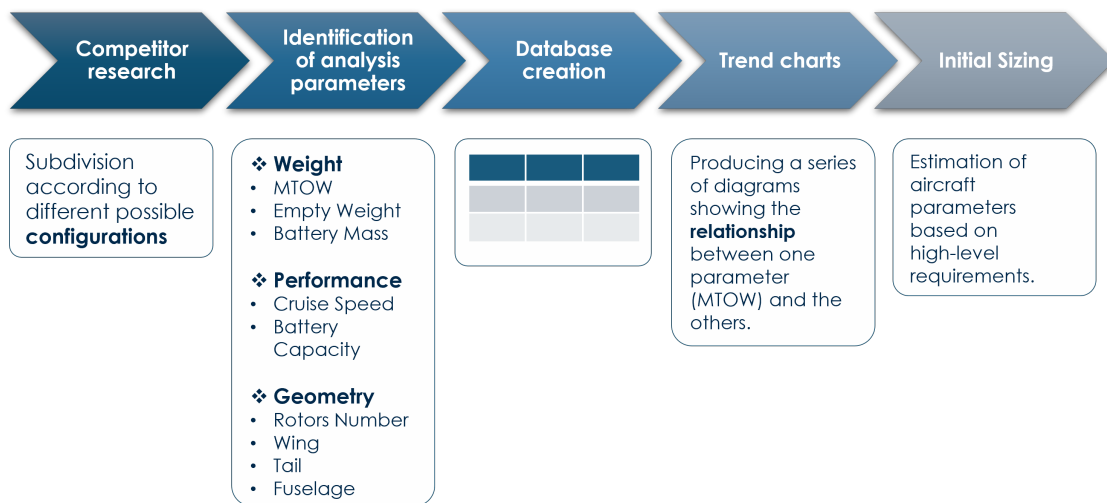 Competitor
research
Identification
of analysis
parameters
Database
creation
Trend charts
Initial Sizing
Subdivision
according to
different possible
configurations
❖ Weight
• MTOW
• Empty Weight
• Battery Mass
❖ Performance
• Cruise Speed
• Battery
Capacity
❖ Geometry
• Rotors Number
• Wing
• Tail
• Fuselage
Producing a series
of diagrams
showing the
relationship
between one
parameter
(MTOW) and the
others.
Estimation of
aircraft
parameters
based on
high-level
requirements.